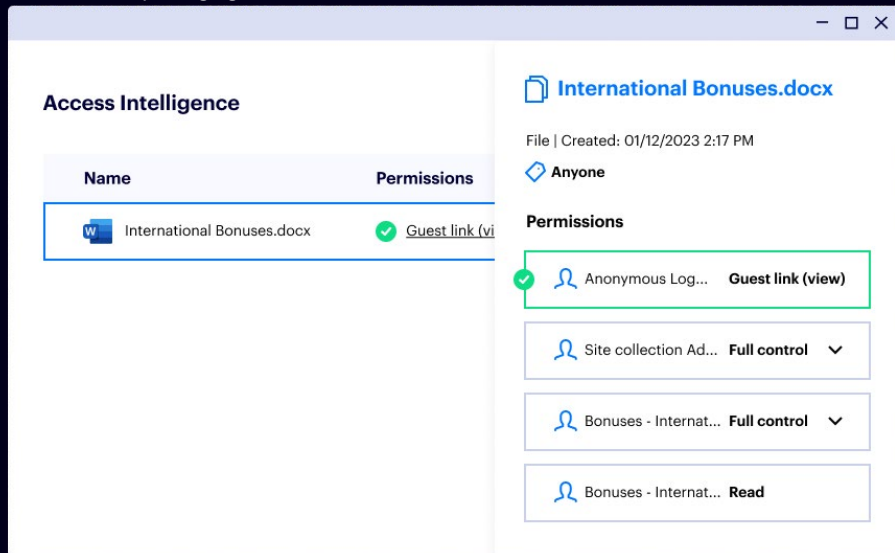 Access Intelligence
Name Permissions
W International Bonuses.docx Guest link (vi
International Bonuses.docx
File | Created: 01/12/2023 2:17 PM
Anyone
Permissions
Anonymous Log... Guest link (view)
Site collection Ad... Full control
Bonuses - Internat... Full control
Bonuses - Internat... Read